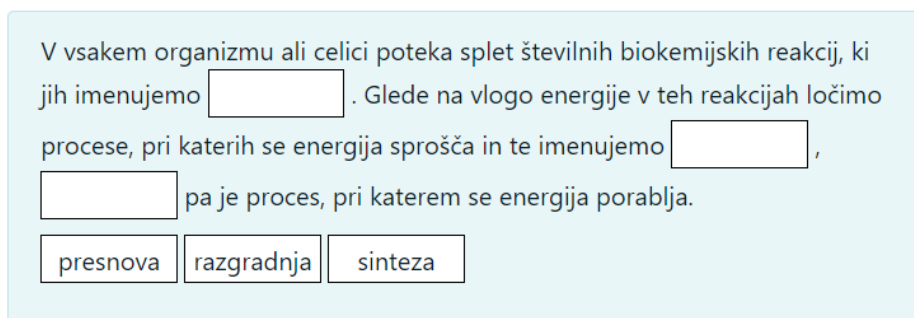 V vsakem organizmu ali celici poteka splet številnih biokemijskih reakcij, ki
jih imenujemo . Glede na vlogo energije v teh reakcijah ločimo
procese, pri katerih se energija sprošča in te imenujemo ,
pa je proces, pri katerem se energija porablja.
presnova razgradnja sinteza